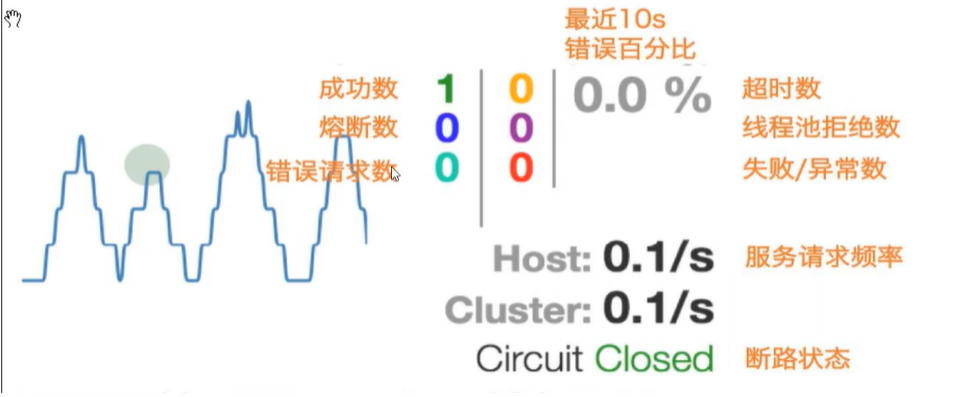 最近10s
错误百分比
成功数 1 0 0.0 % 超时数
熔断数 0 0 线程池拒绝数
错误请求数 0 0 失败/异常数
Host: 0.1/s 服务请求频率
Cluster: 0.1/s
Circuit Closed 断路状态